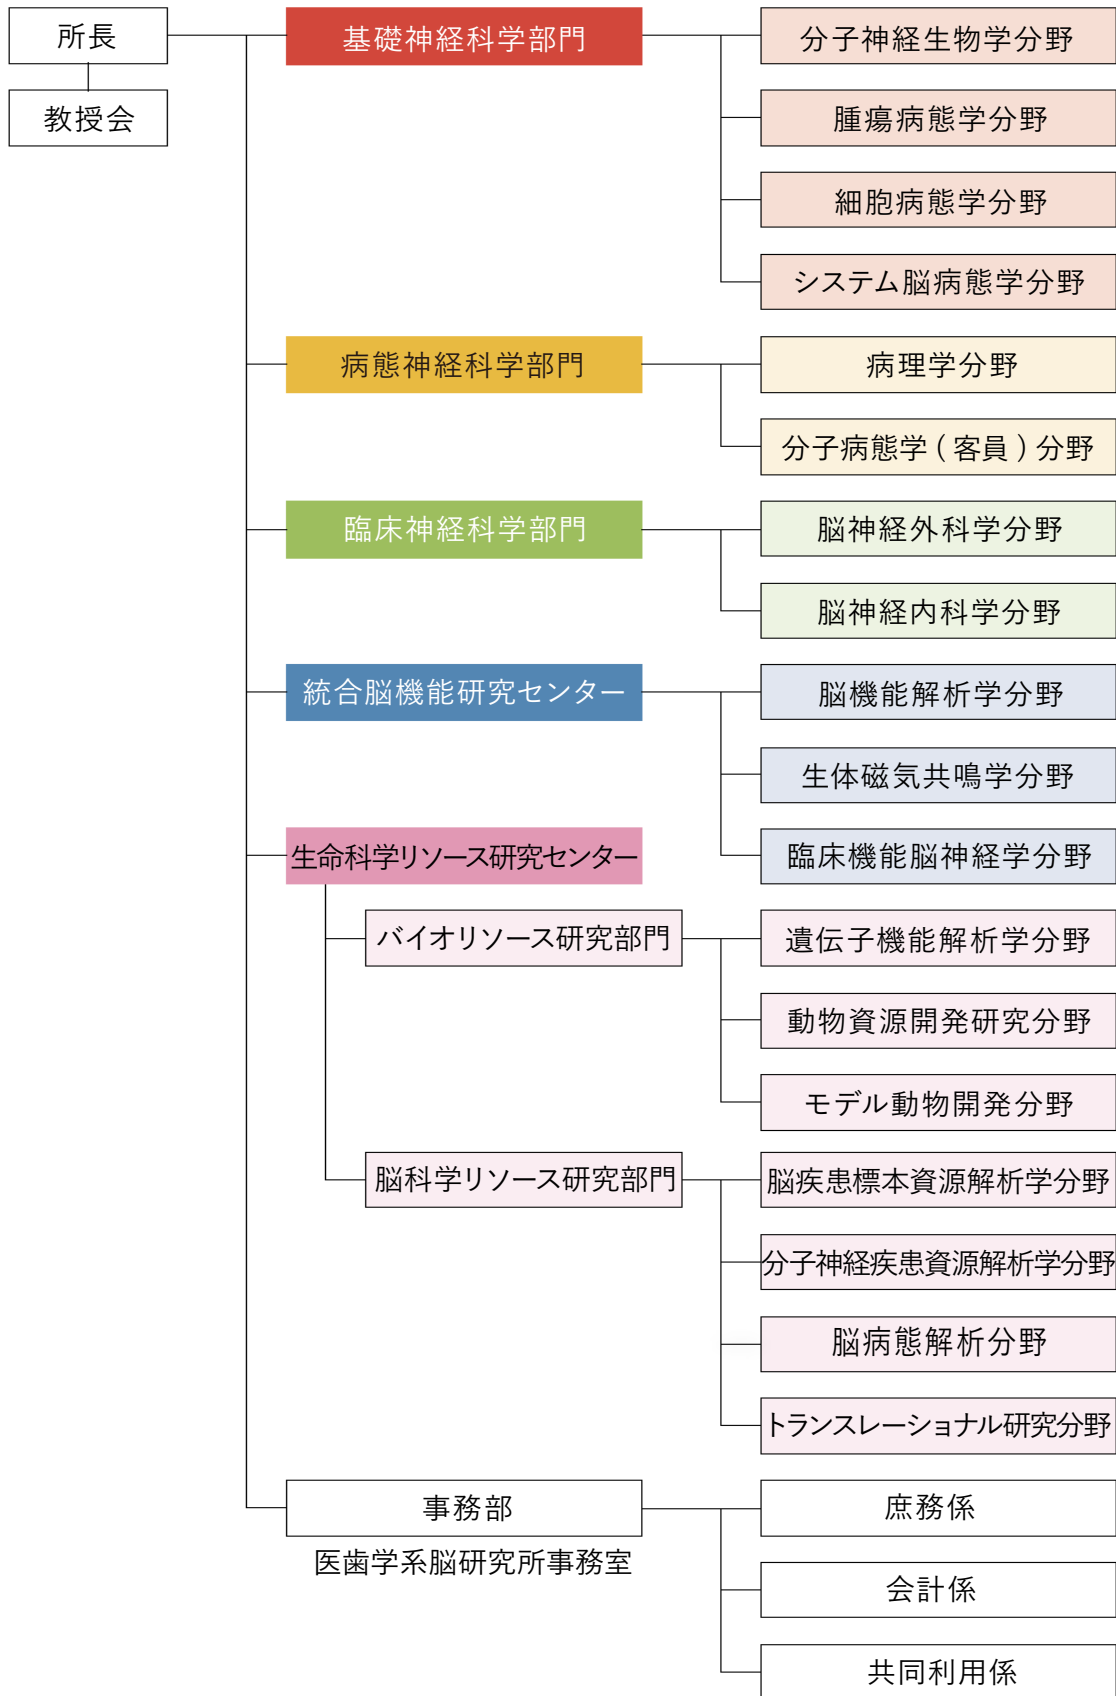 所長
教授会
基礎神経科学部門
分子神経生物学分野
腫瘍病態学分野
細胞病態学分野
システム脳病態学分野
病態神経科学部門
病理学分野
分子病態学(客員)分野
臨床神経科学部門
脳神経外科学分野
脳神経内科学分野
統合脳機能研究センター
脳機能解析学分野
生体磁気共鳴学分野
臨床機能脳神経学分野
生命科学リソース研究センター
バイオリソース研究部門
遺伝子機能解析学分野
動物資源開発研究分野
モデル動物開発分野
脳科学リソース研究部門
脳疾患標本資源解析学分野
分子神経疾患資源解析学分野
脳病態解析分野
トランスレーショナル研究分野
事務部
医歯学系脳研究所事務室
庶務係
会計係
共同利用係